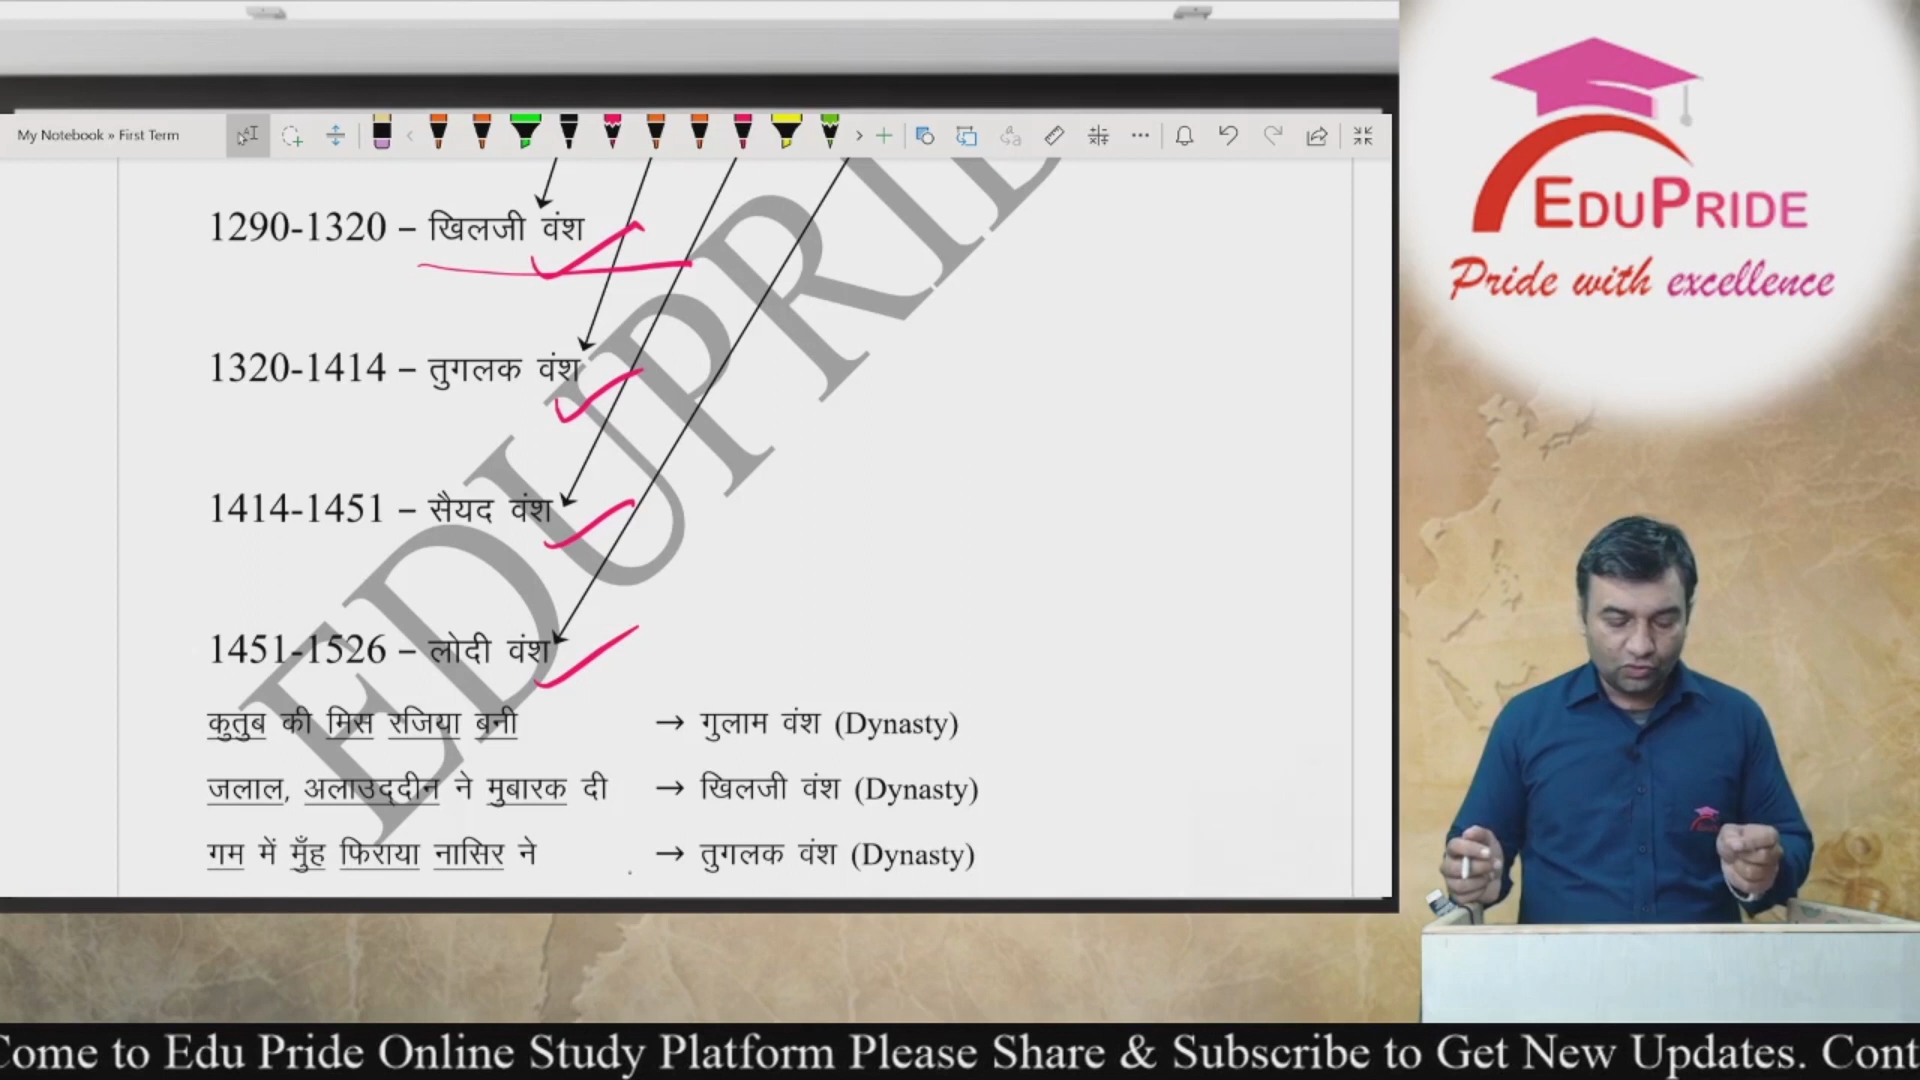 My Notebook » First Term
1290-1320 – खिलजी वंश
1320-1414 – तुगलक वंश
1414-1451 – सैयद वंश
1451-1526 – लोदी वंश
कुतुब की मिस रजिया बनी → गुलाम वंश (Dynasty)
जलाल, अलाउद्दीन ने मुबारक दी → खिलजी वंश (Dynasty)
गम में मुँह फिराया नासिर ने → तुगलक वंश (Dynasty)
EDUPRID
EDUPRIDE
Pride with excellence
Come to Edu Pride Online Study Platform Please Share & Subscribe to Get New Updates. Cont